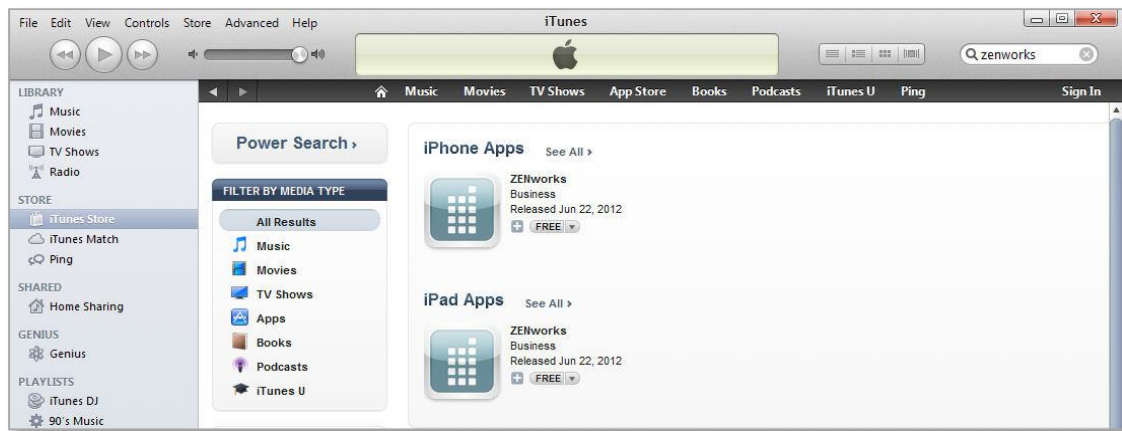 iTunes
File Edit View Controls Store Advanced Help
zenworks
Music Movies TV Shows App Store Books Podcasts iTunes U Ping Sign In
LIBRARY
Music
Movies
TV Shows
Radio
STORE
iTunes Store
iTunes Match
Ping
SHARED
Home Sharing
GENIUS
Genius
PLAYLISTS
iTunes DJ
90's Music
Power Search ›
FILTER BY MEDIA TYPE
All Results
Music
Movies
TV Shows
Apps
Books
Podcasts
iTunes U
iPhone Apps See All ›
ZENworks
Business
Released Jun 22, 2012
FREE
iPad Apps See All ›
ZENworks
Business
Released Jun 22, 2012
FREE